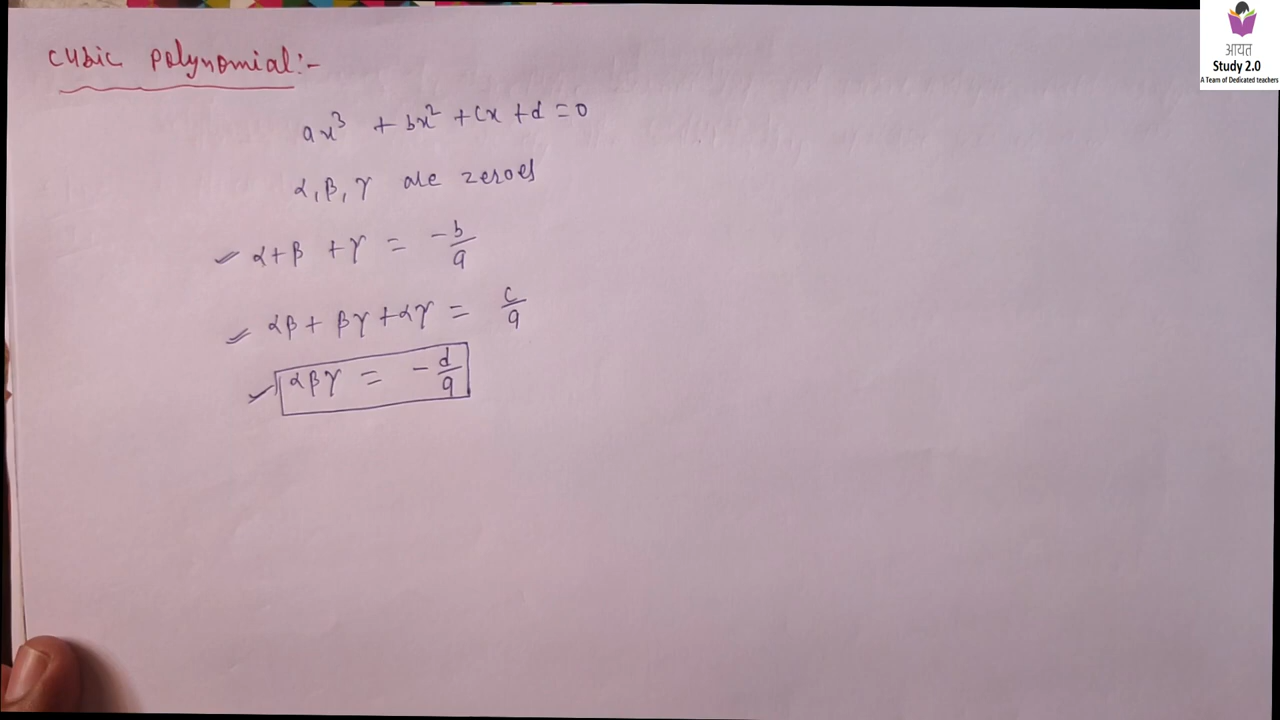 cubic polynomial:-
ax³ + bx² + cx + d = 0
α, β, γ are zeroes
α + β + γ = -b/a
αβ + βγ + αγ = c/a
αβγ = -d/a
आयत
Study 2.0
A Team of Dedicated teachers